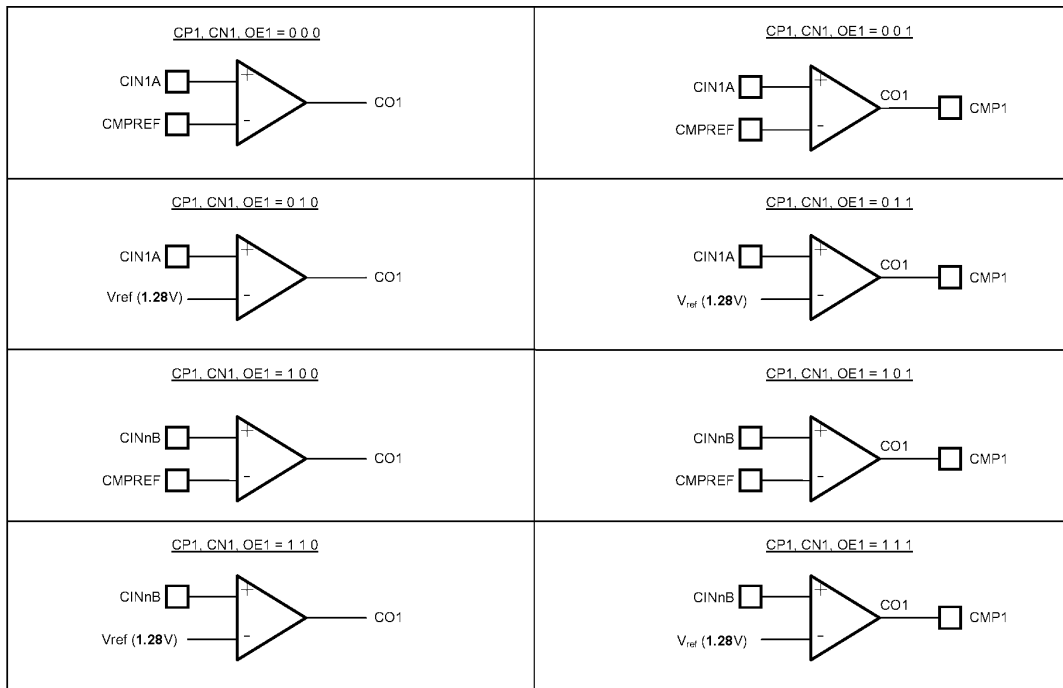 CP1, CN1, OE1 = 0 0 0
CIN1A
+
CO1
CMPREF
-
CP1, CN1, OE1 = 0 0 1
CIN1A
+
CO1
CMP1
CMPREF
-
CP1, CN1, OE1 = 0 1 0
CIN1A
+
CO1
Vref (1.28V)
-
CP1, CN1, OE1 = 0 1 1
CIN1A
+
CO1
CMP1
Vref (1.28V)
-
CP1, CN1, OE1 = 1 0 0
CINnB
+
CO1
CMPREF
-
CP1, CN1, OE1 = 1 0 1
CINnB
+
CO1
CMP1
CMPREF
-
CP1, CN1, OE1 = 1 1 0
CINnB
+
CO1
Vref (1.28V)
-
CP1, CN1, OE1 = 1 1 1
CINnB
+
CO1
CMP1
Vref (1.28V)
-